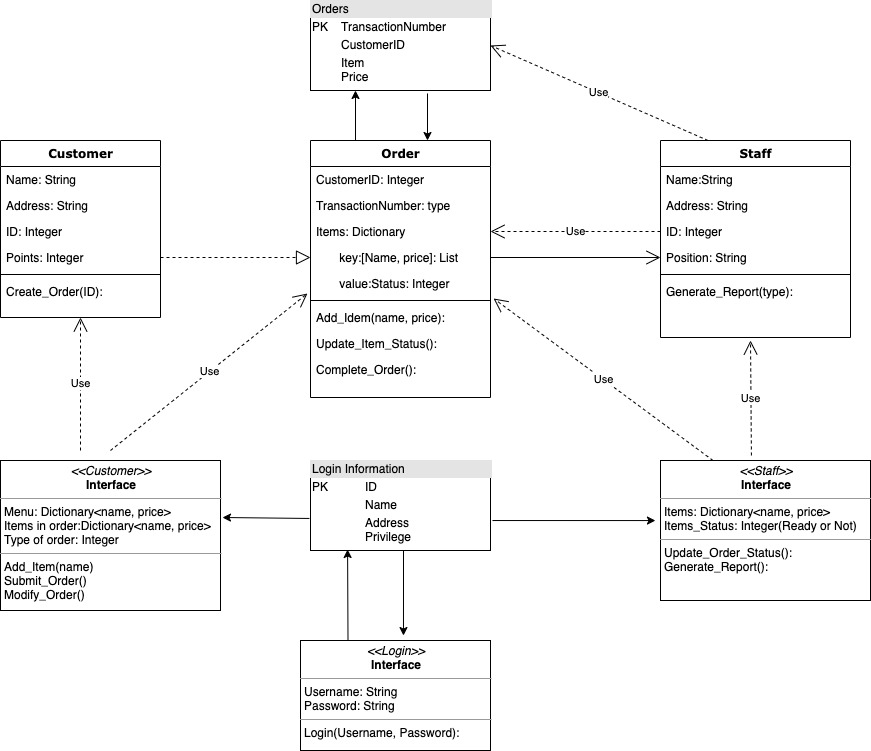 Orders
PK TransactionNumber
CustomerID
Item
Price
Use
Customer
Name: String
Address: String
ID: Integer
Points: Integer
Create_Order(ID):
Order
CustomerID: Integer
TransactionNumber: type
Items: Dictionary
key:[Name, price]: List
value:Status: Integer
Add_Idem(name, price):
Update_Item_Status():
Complete_Order():
Use
Staff
Name:String
Address: String
ID: Integer
Position: String
Generate_Report(type):
Use
Use
Use
Use
<<Customer>>
Interface
Menu: Dictionary<name, price>
Items in order:Dictionary<name, price>
Type of order: Integer
Add_Item(name)
Submit_Order()
Modify_Order()
Login Information
PK ID
Name
Address
Privilege
<<Staff>>
Interface
Items: Dictionary<name, price>
Items_Status: Integer(Ready or Not)
Update_Order_Status():
Generate_Report():
<<Login>>
Interface
Username: String
Password: String
Login(Username, Password):